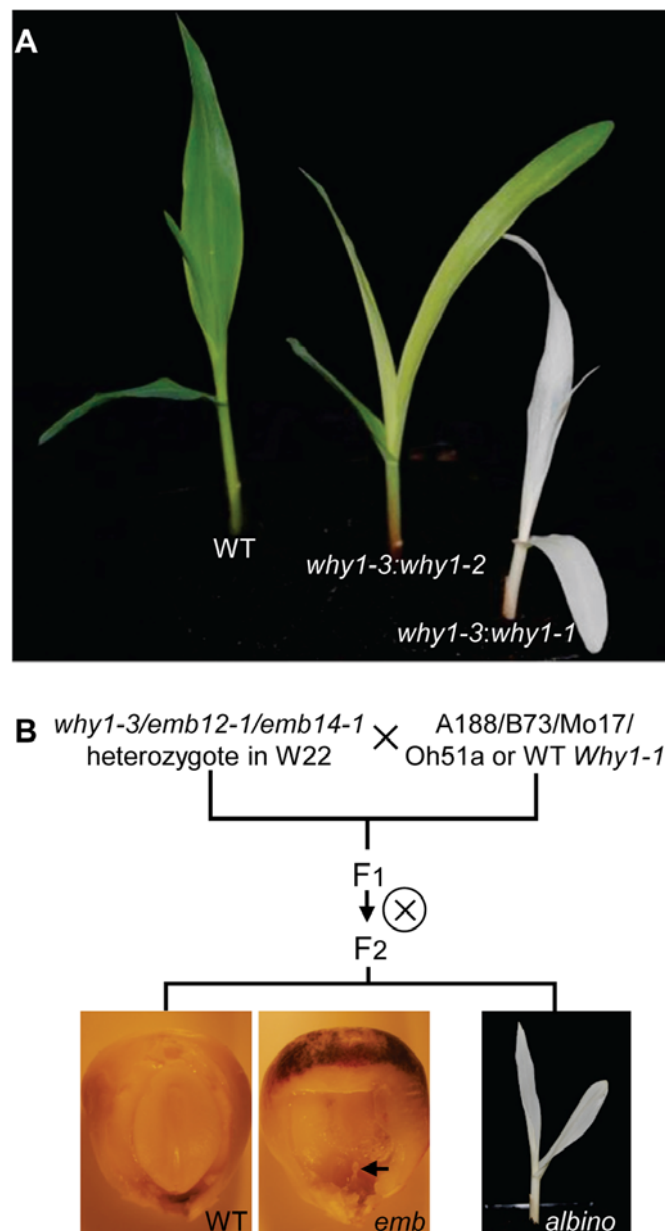 A
WT
why1-3:why1-2
why1-3:why1-1
B
why1-3/emb12-1/emb14-1
heterozygote in W22
×
A188/B73/Mo17/
Oh51a or WT Why1-1
F1
×
F2
WT
emb
albino